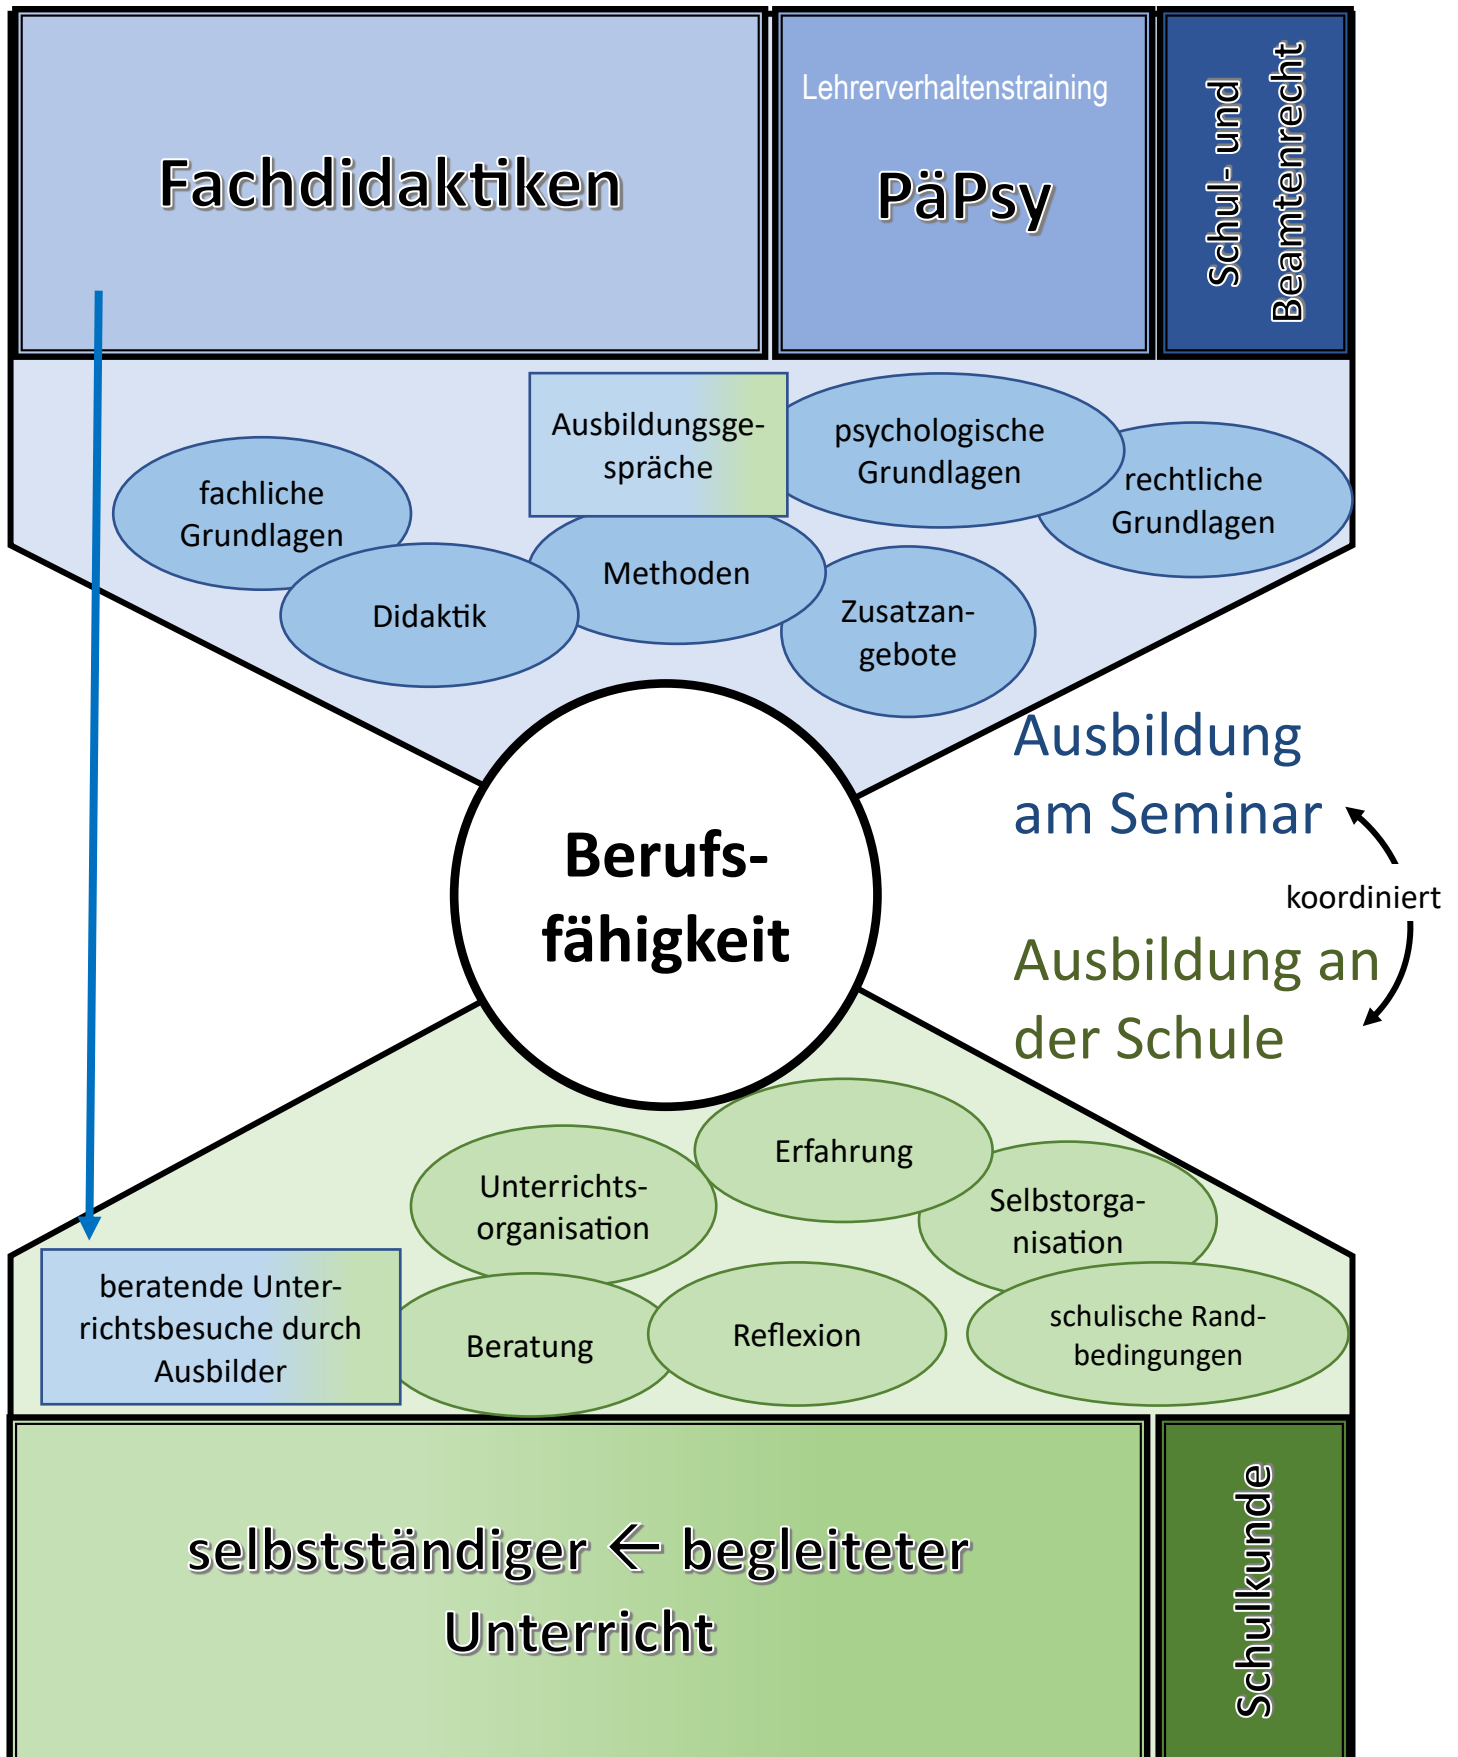 Fachdidaktiken
Lehrerverhaltenstraining
PäPsy
Schul- und
Beamtenrecht
Ausbildungsge-
spräche
psychologische
Grundlagen
rechtliche
Grundlagen
fachliche
Grundlagen
Didaktik
Methoden
Zusatzan-
gebote
Berufs-
fähigkeit
Ausbildung
am Seminar
koordiniert
Ausbildung an
der Schule
Erfahrung
Unterrichts-
organisation
Selbstorga-
nisation
beratende Unter-
richtsbesuche durch
Ausbilder
Beratung
Reflexion
schulische Rand-
bedingungen
selbstständiger ← begleiteter
Unterricht
Schulkunde